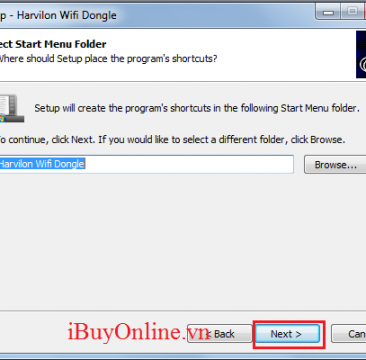 p - Harvilon Wifi Dongle
ect Start Menu Folder
Where should Setup place the program's shortcuts?
Setup will create the program's shortcuts in the following Start Menu folder.
o continue, click Next. If you would like to select a different folder, click Browse.
Harvilon Wifi Dongle
Browse...
iBuyOnline.vn
< Back
Next >
Can